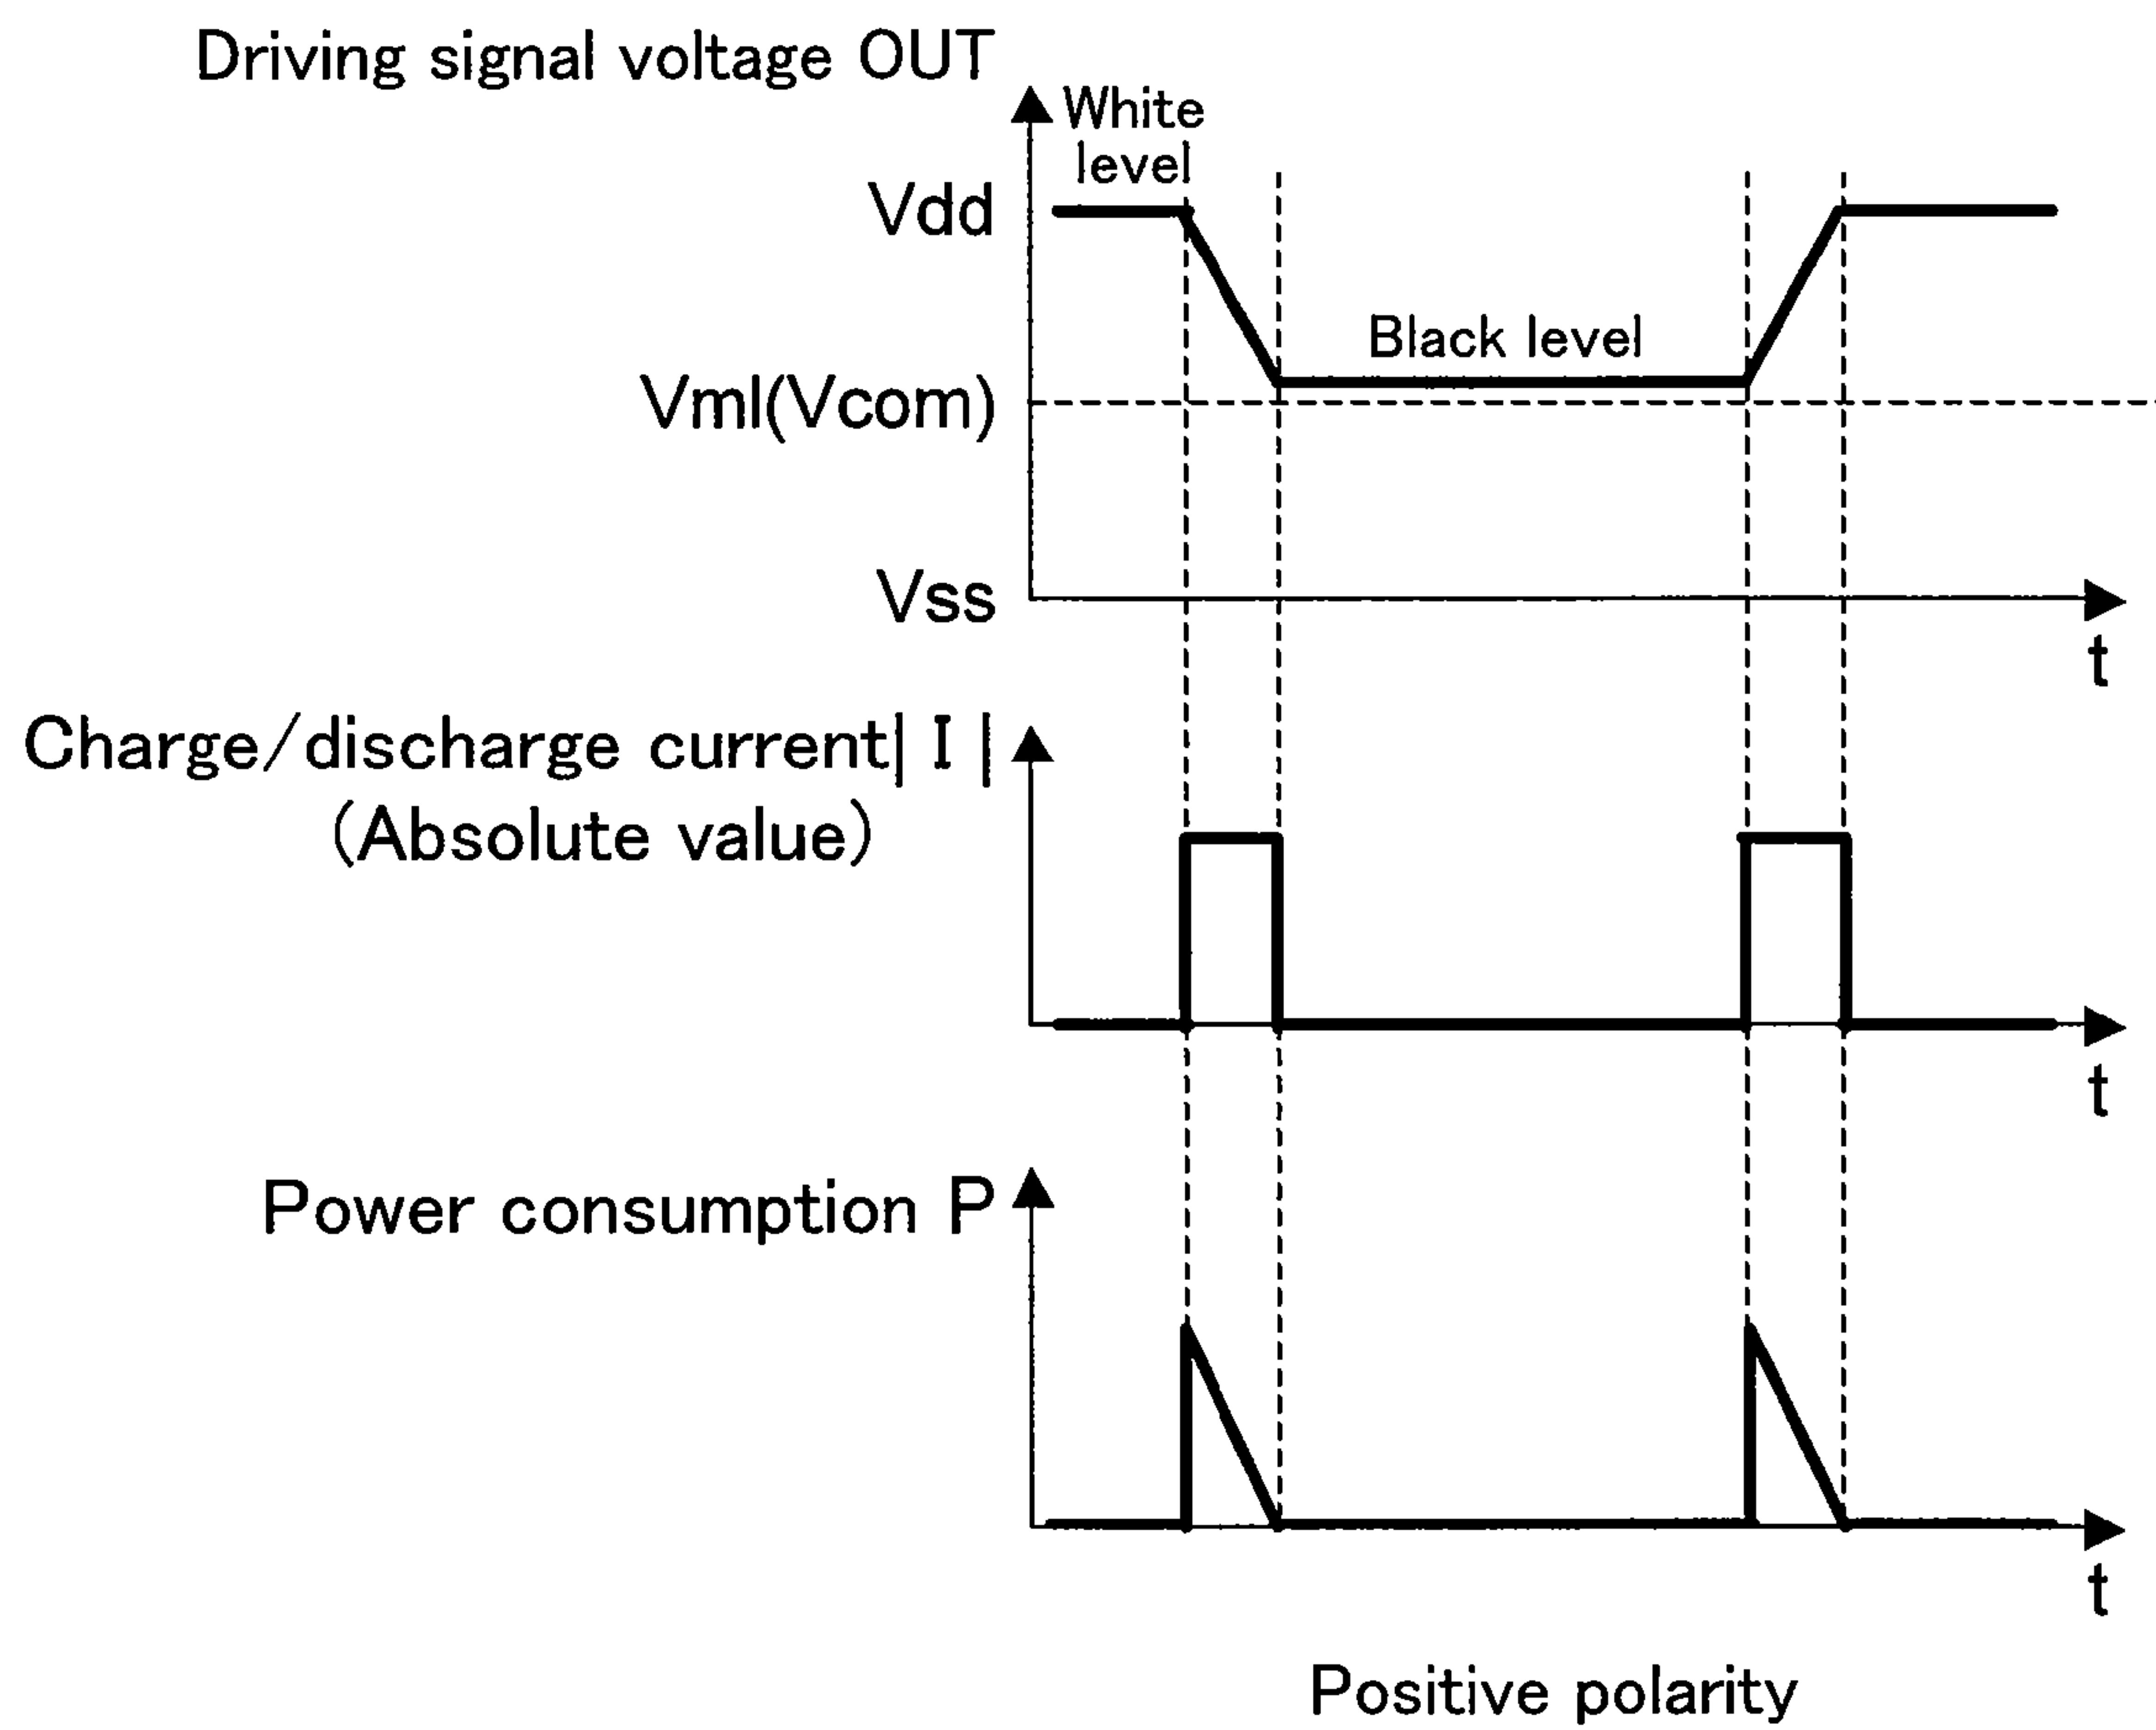 Driving signal voltage OUT
White
level
Vdd
Black level
Vml(Vcom)
Vss
t
Charge/discharge current| I |
(Absolute value)
t
Power consumption P
t
Positive polarity